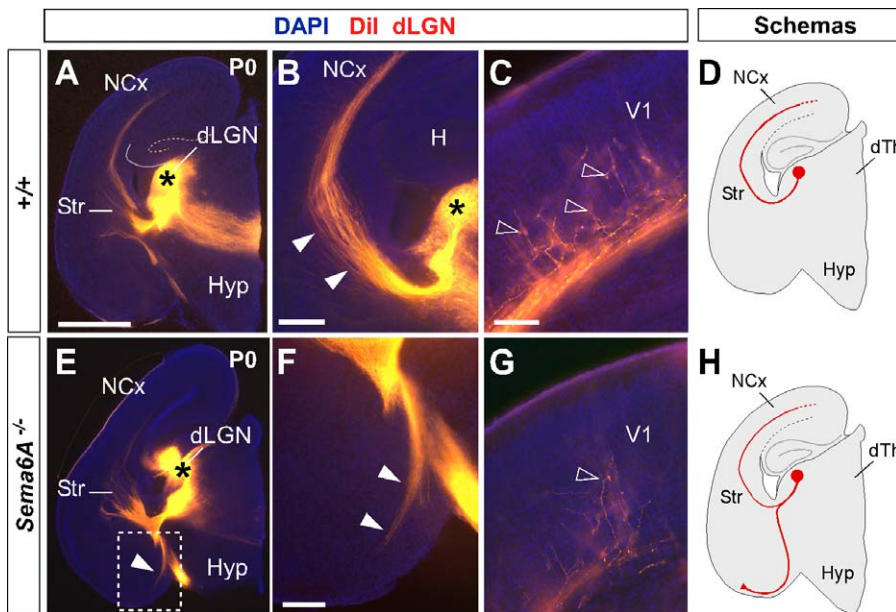 DAPI DiI dLGN
Schemas
+/+
A
P0
NCx
dLGN
*
Str
Hyp
B
NCx
H
*
C
V1
D
NCx
dTh
Str
Hyp
Sema6A -/-
E
P0
NCx
dLGN
*
Str
Hyp
F
G
V1
H
NCx
dTh
Str
Hyp